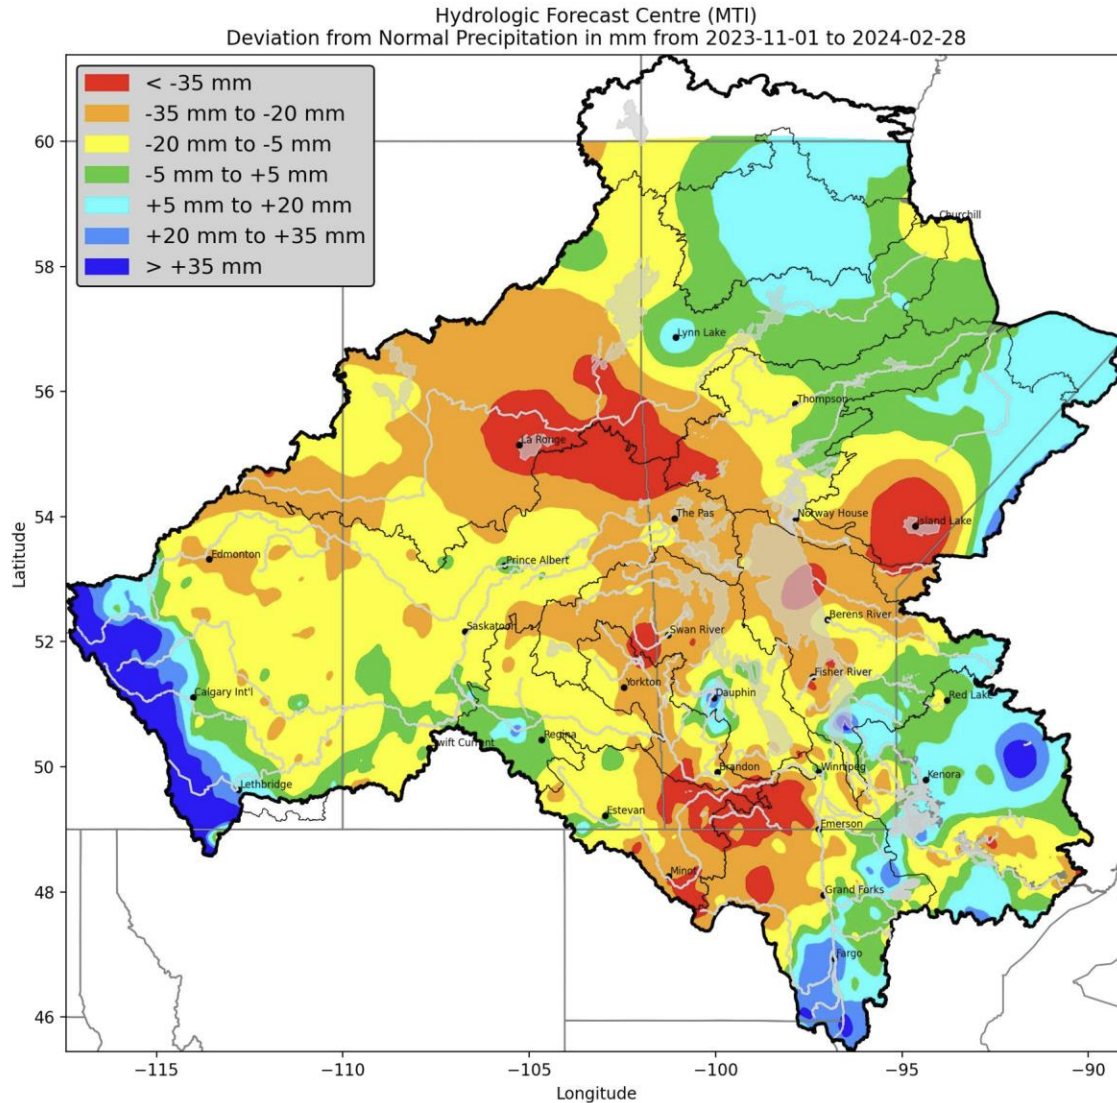 Hydrologic Forecast Centre (MTI)
Deviation from Normal Precipitation in mm from 2023-11-01 to 2024-02-28
< -35 mm
-35 mm to -20 mm
-20 mm to -5 mm
-5 mm to +5 mm
+5 mm to +20 mm
+20 mm to +35 mm
> +35 mm
60
Churchill
58
Lynn Lake
56
Thompson
La Ronge
54
The Pas
Norway House
Island Lake
Edmonton
Prince Albert
Berens River
52
Saskatoon
Swan River
Fisher River
Yorkton
Dauphin
Calgary Int'l
Red Lake
Swift Current
Regina
50
Brandon
Winnipeg
Kenora
Lethbridge
Estevan
Emerson
48
Minot
Grand Forks
Fargo
46
Latitude
−115
−110
−105
−100
−95
−90
Longitude